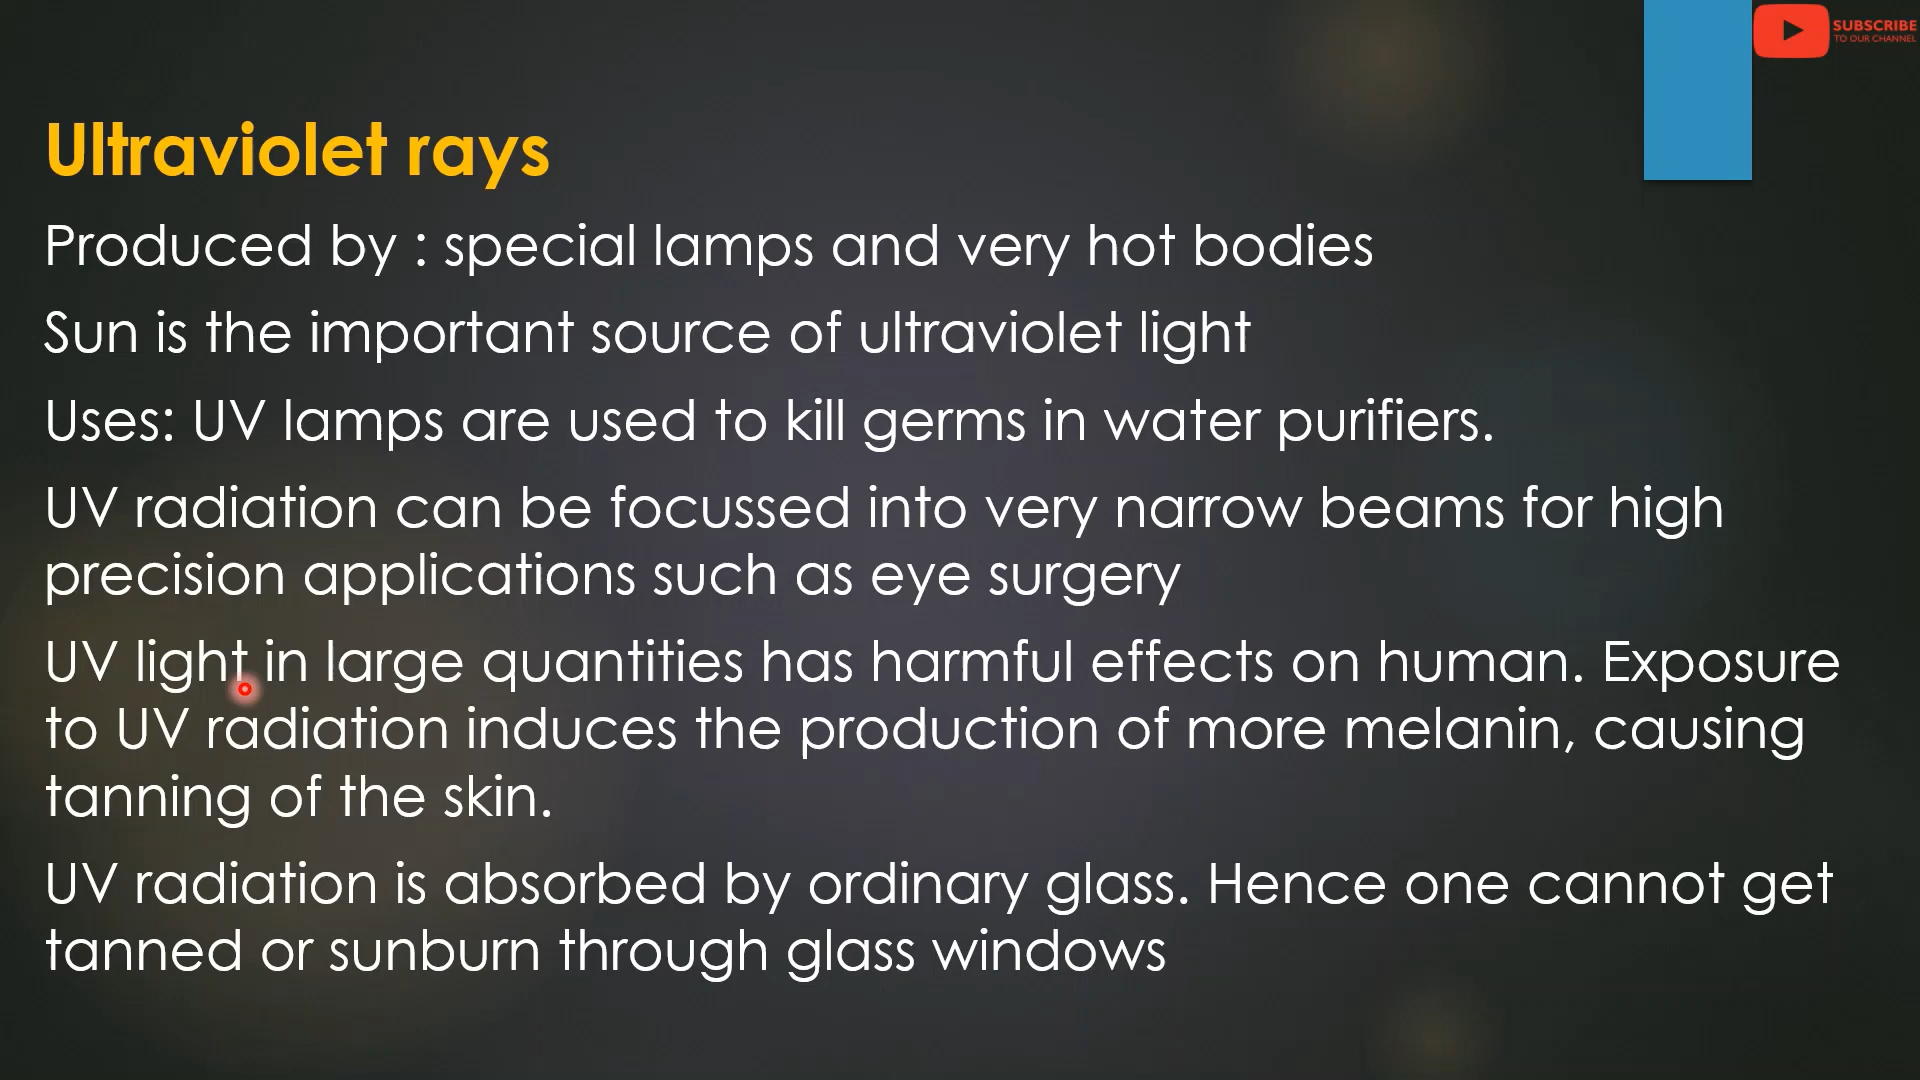 SUBSCRIBE
TO OUR CHANNEL
Ultraviolet rays
Produced by : special lamps and very hot bodies
Sun is the important source of ultraviolet light
Uses: UV lamps are used to kill germs in water purifiers.
UV radiation can be focussed into very narrow beams for high
precision applications such as eye surgery
UV light in large quantities has harmful effects on human. Exposure
to UV radiation induces the production of more melanin, causing
tanning of the skin.
UV radiation is absorbed by ordinary glass. Hence one cannot get
tanned or sunburn through glass windows